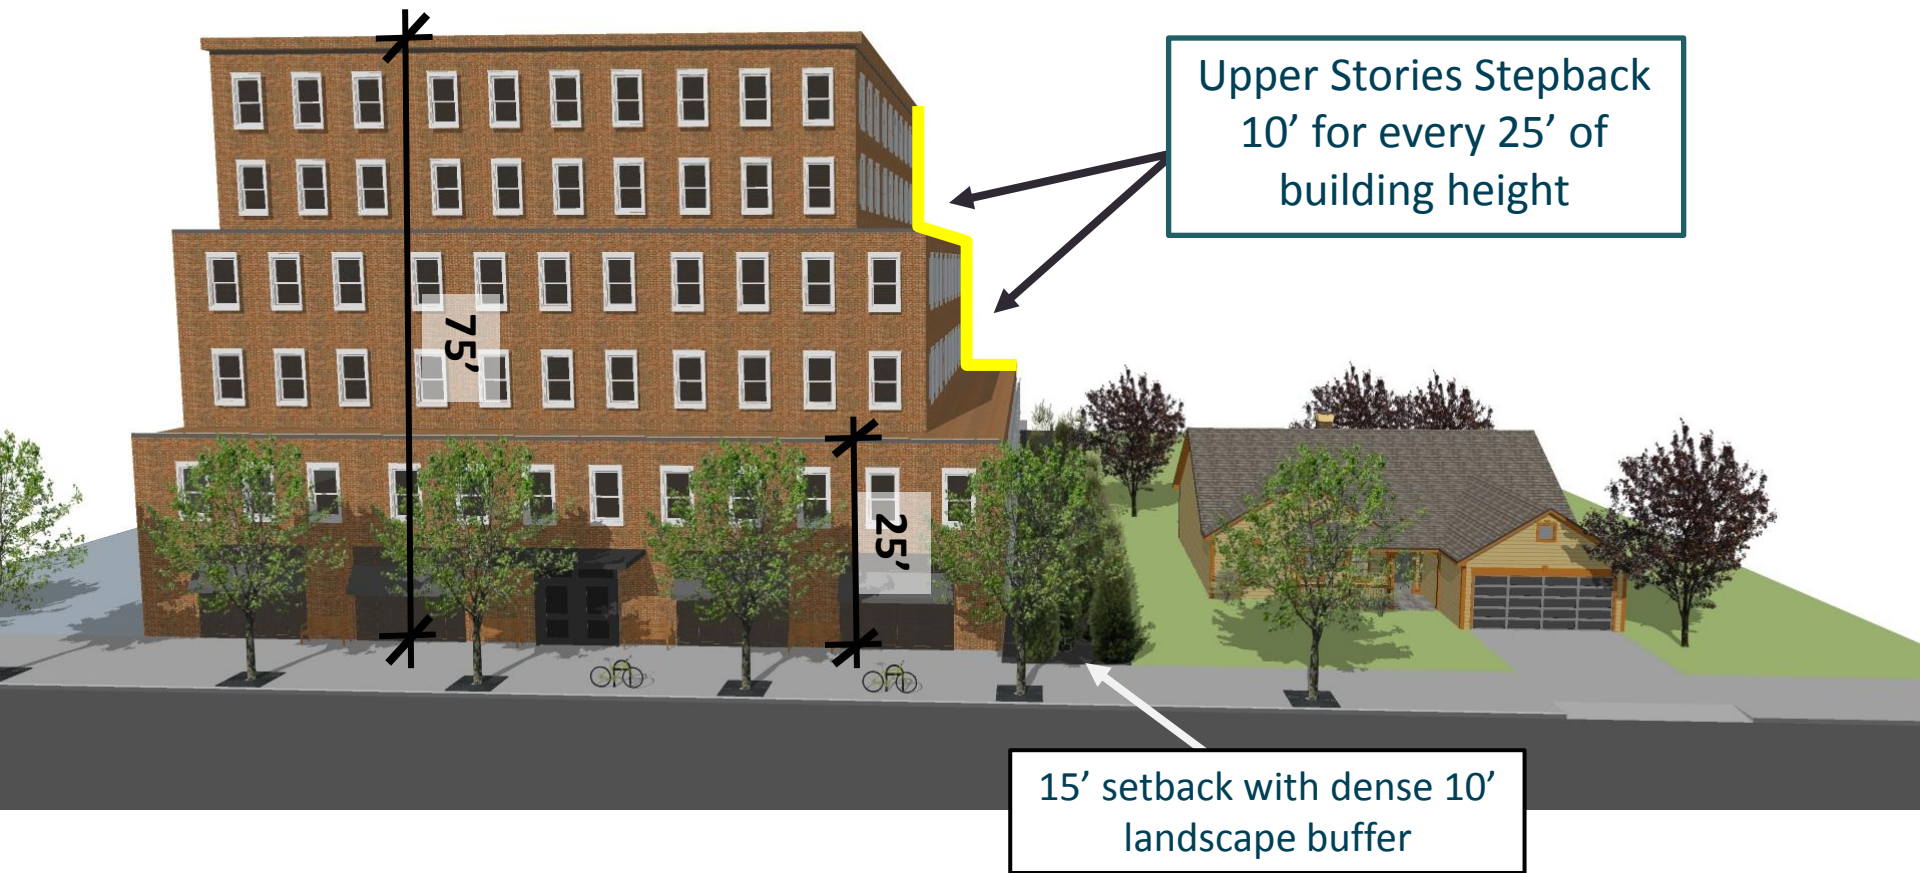 Upper Stories Stepback
10’ for every 25’ of
building height
75’
25’
15’ setback with dense 10’
landscape buffer